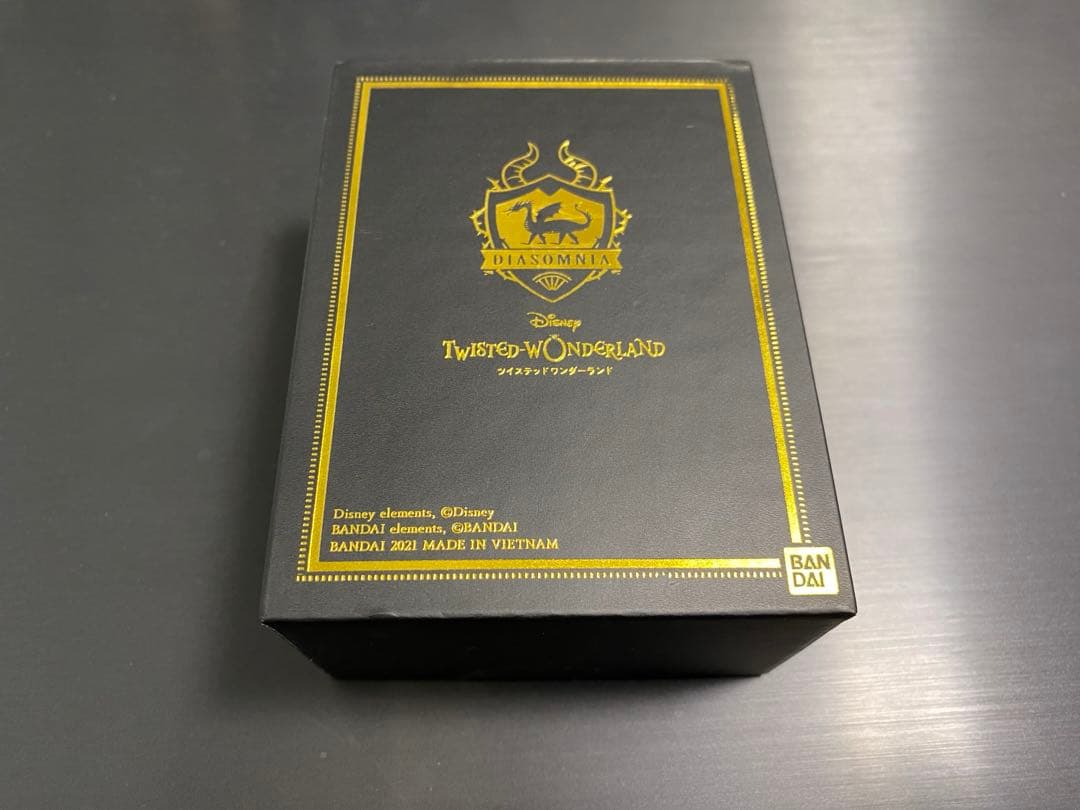 DIASOMNIA
Disney
TWISTED-WONDERLAND
ツイステッドワンダーランド
Disney elements, ©Disney
BANDAI elements, ©BANDAI
BANDAI 2021 MADE IN VIETNAM
BAN
DAI